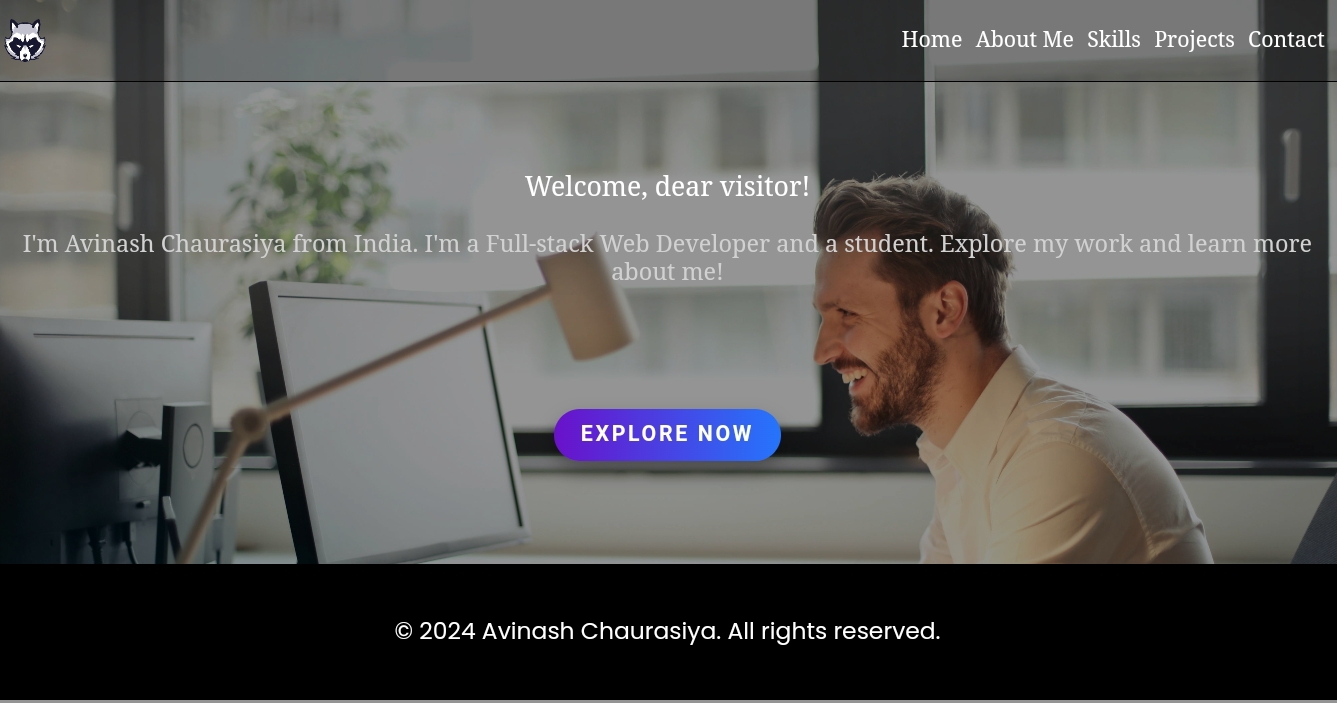 Home About Me Skills Projects Contact
Welcome, dear visitor!
I'm Avinash Chaurasiya from India. I'm a Full-stack Web Developer and a student. Explore my work and learn more
about me!
EXPLORE NOW
© 2024 Avinash Chaurasiya. All rights reserved.